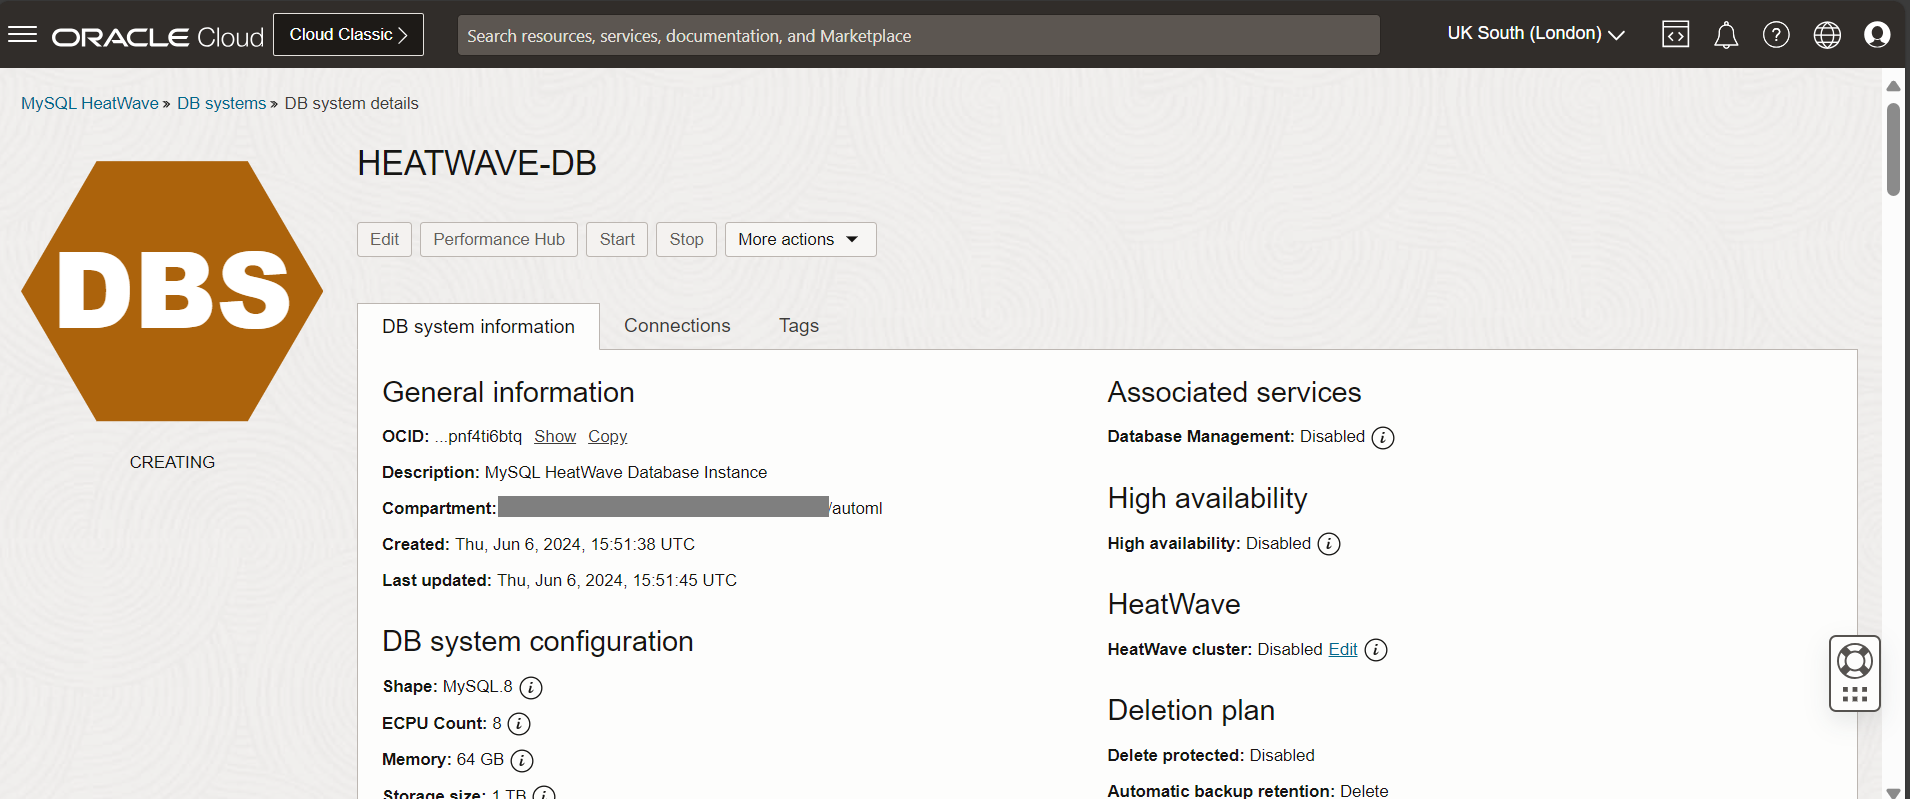 ORACLE Cloud
Cloud Classic
Search resources, services, documentation, and Marketplace
UK South (London)
MySQL HeatWave » DB systems » DB system details
DBS
CREATING
HEATWAVE-DB
Edit
Performance Hub
Start
Stop
More actions
DB system information
Connections
Tags
General information
OCID: ...pnf4ti6btq Show Copy
Description: MySQL HeatWave Database Instance
Compartment: /automl
Created: Thu, Jun 6, 2024, 15:51:38 UTC
Last updated: Thu, Jun 6, 2024, 15:51:45 UTC
DB system configuration
Shape: MySQL.8
ECPU Count: 8
Memory: 64 GB
Storage size: 1 TB
Associated services
Database Management: Disabled
High availability
High availability: Disabled
HeatWave
HeatWave cluster: Disabled Edit
Deletion plan
Delete protected: Disabled
Automatic backup retention: Delete